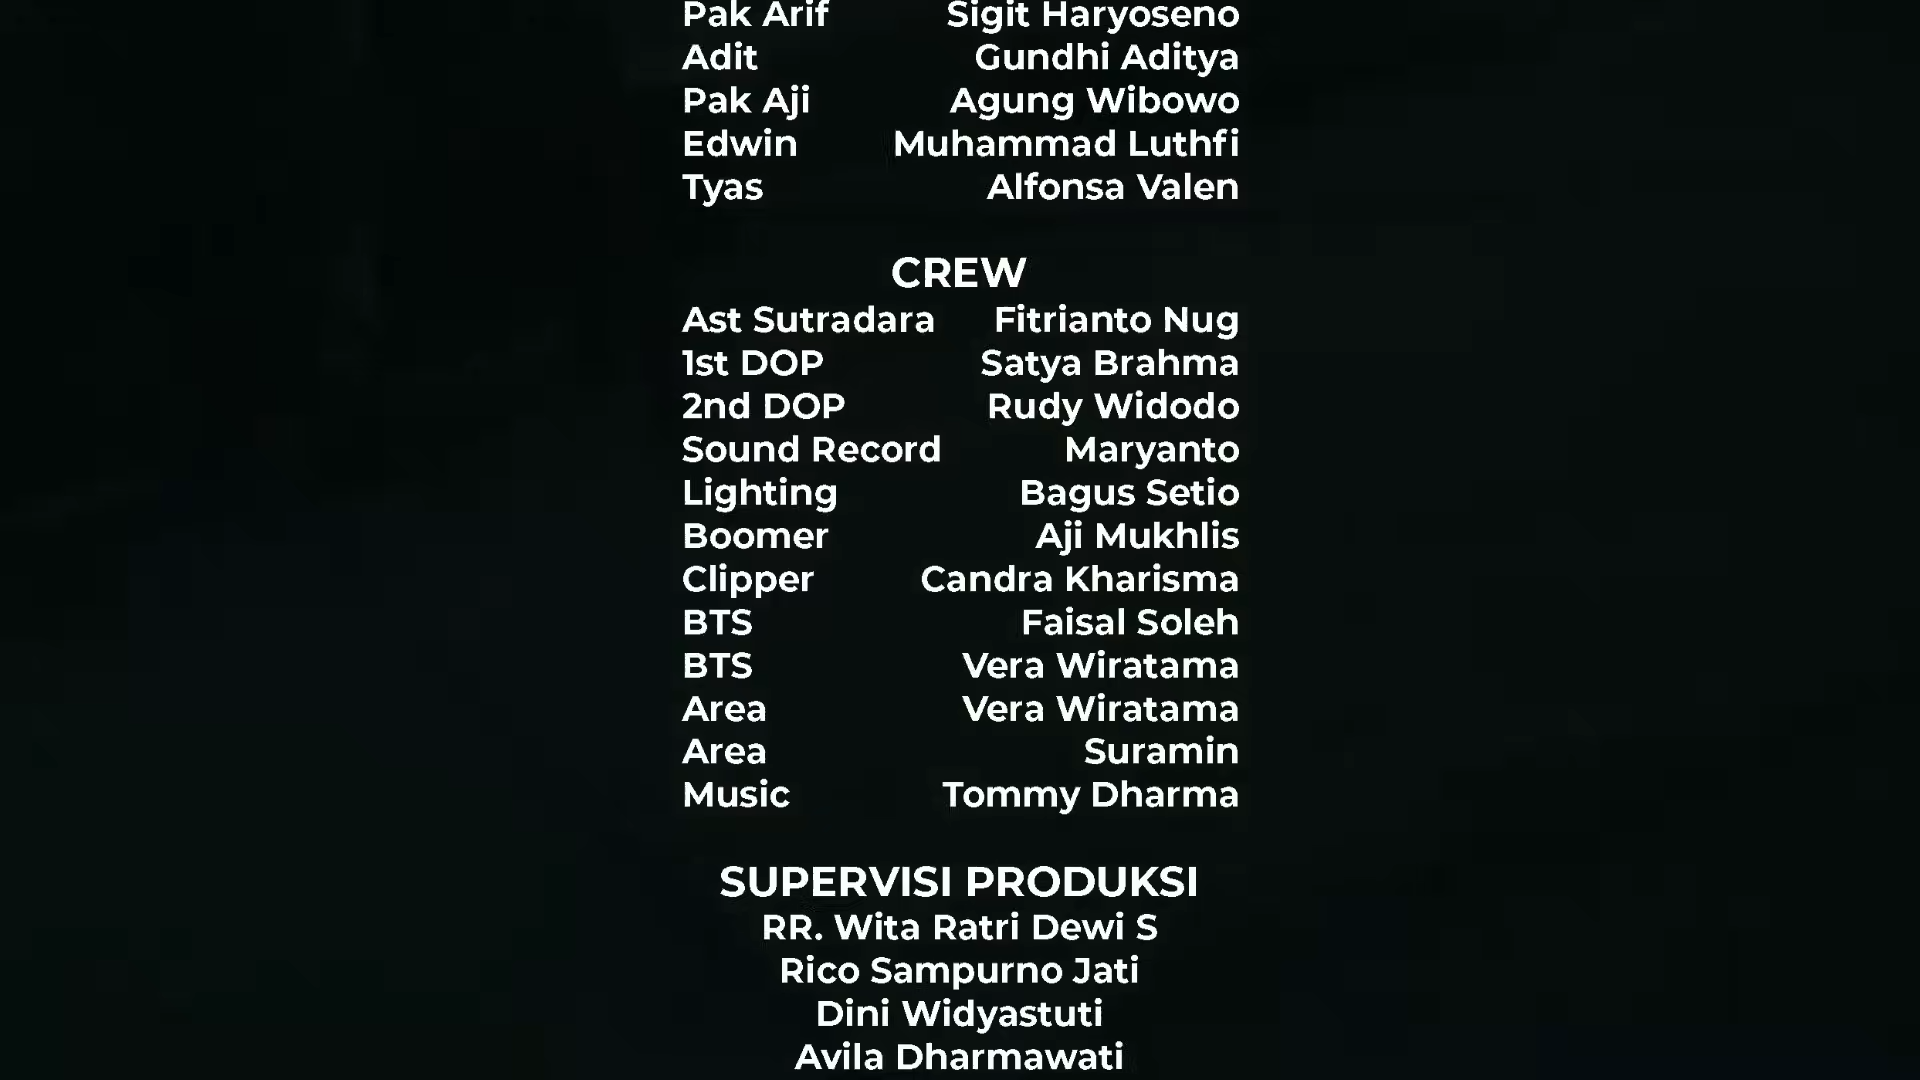 Pak Arif Sigit Haryoseno
Adit Gundhi Aditya
Pak Aji Agung Wibowo
Edwin Muhammad Luthfi
Tyas Alfonsa Valen
CREW
Ast Sutradara Fitrianto Nug
1st DOP Satya Brahma
2nd DOP Rudy Widodo
Sound Record Maryanto
Lighting Bagus Setio
Boomer Aji Mukhlis
Clipper Candra Kharisma
BTS Faisal Soleh
BTS Vera Wiratama
Area Vera Wiratama
Area Suramin
Music Tommy Dharma
SUPERVISI PRODUKSI
RR. Wita Ratri Dewi S
Rico Sampurno Jati
Dini Widyastuti
Avila Dharmawati